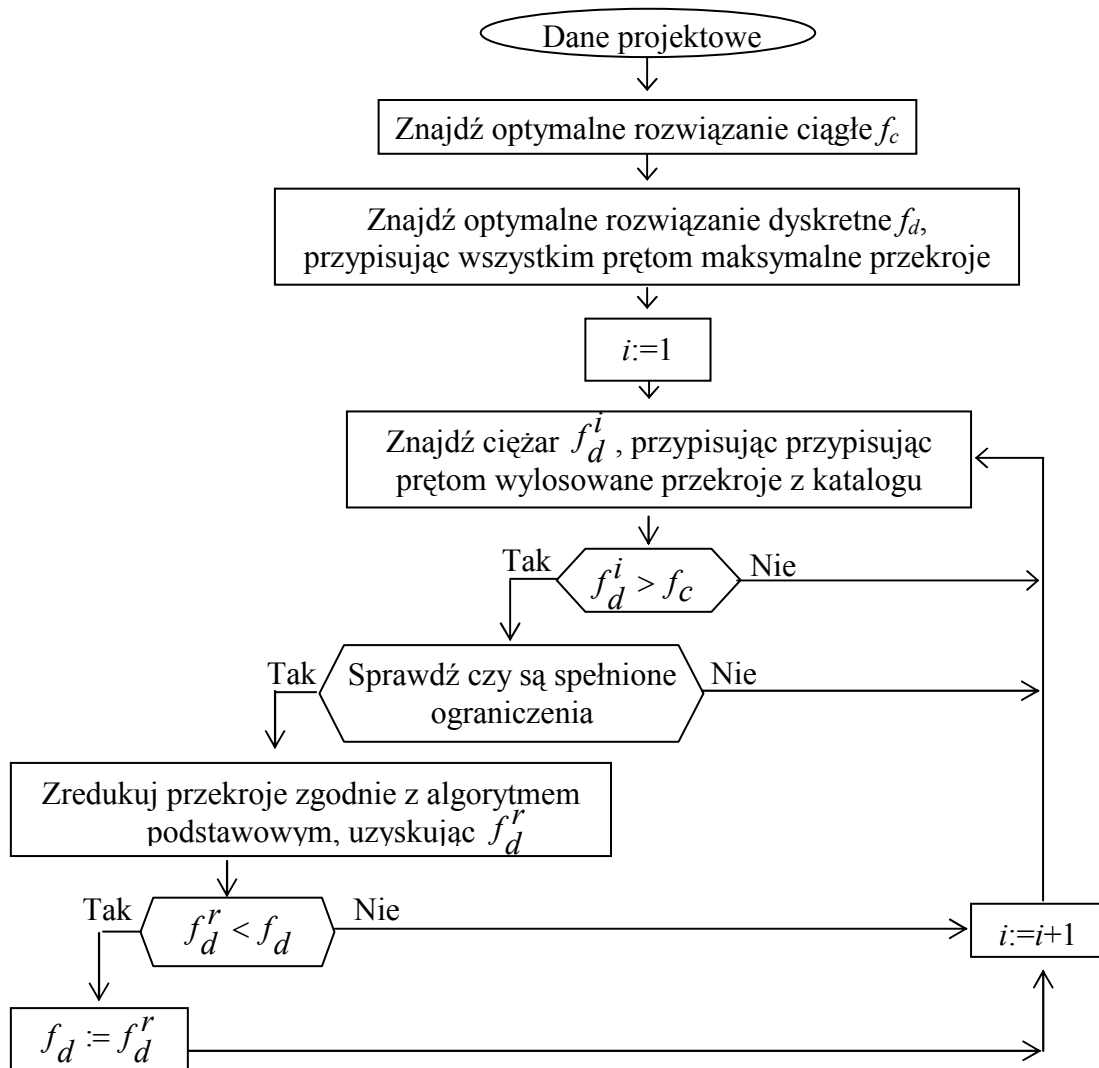 Dane projektowe
Znajdź optymalne rozwiązanie ciągłe f_c
Znajdź optymalne rozwiązanie dyskretne f_d,
przypisując wszystkim prętom maksymalne przekroje
i:=1
Znajdź ciężar f_d^i , przypisując przypisując
prętom wylosowane przekroje z katalogu
Tak
f_d^i > f_c
Nie
Tak
Sprawdź czy są spełnione
ograniczenia
Nie
Zredukuj przekroje zgodnie z algorytmem
podstawowym, uzyskując f_d^r
Tak
f_d^r < f_d
Nie
i:=i+1
f_d := f_d^r